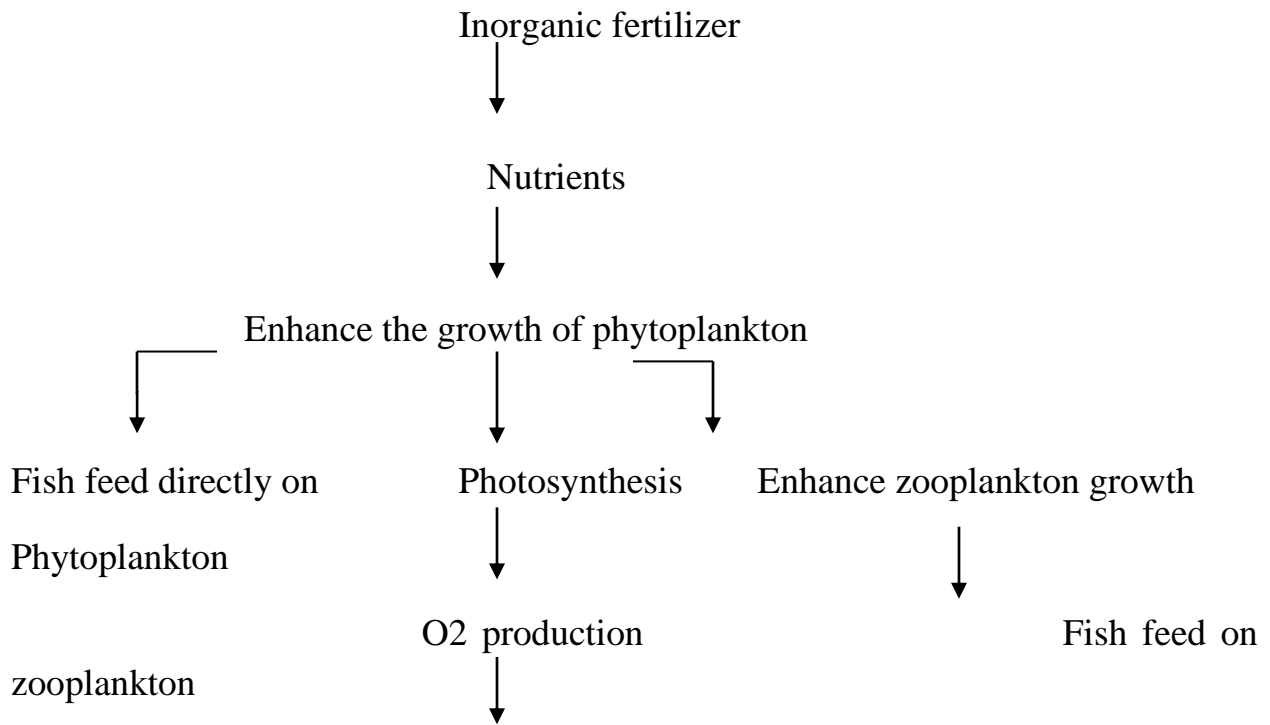 Inorganic fertilizer
Nutrients
Enhance the growth of phytoplankton
Fish feed directly on Photosynthesis Enhance zooplankton growth
Phytoplankton
O2 production Fish feed on
zooplankton